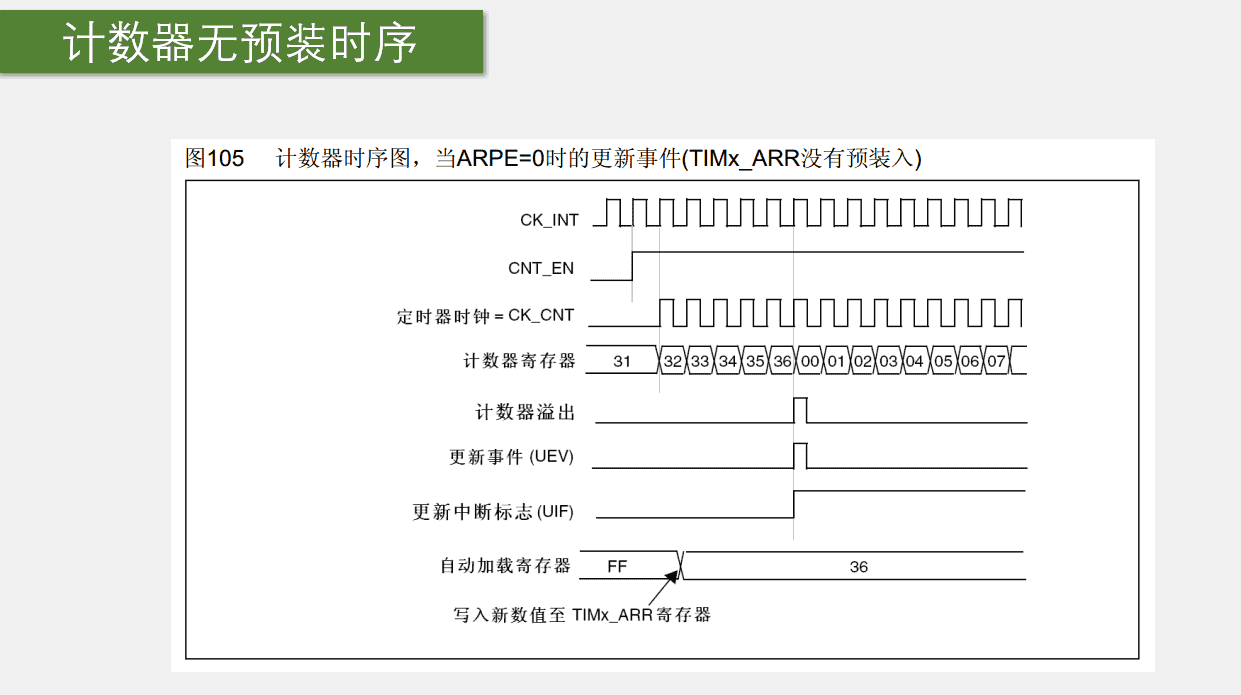 计数器无预装时序
图105 计数器时序图，当ARPE=0时的更新事件(TIMx_ARR没有预装入)
CK_INT
CNT_EN
定时器时钟 = CK_CNT
计数器寄存器 31 32 33 34 35 36 00 01 02 03 04 05 06 07
计数器溢出
更新事件 (UEV)
更新中断标志 (UIF)
自动加载寄存器 FF 36
写入新数值至 TIMx_ARR 寄存器